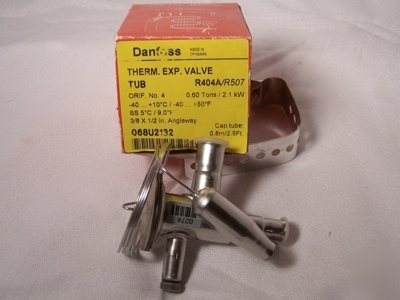 Danfoss
MADE IN
DENMARK
THERM. EXP. VALVE
TUB R404A/R507
ORIF. No. 4 0.60 Tons / 2.1 kW
-40 ... +10°C / -40 ... +50°F
SS 5°C / 9.0°F
3/8 X 1/2 in. Angleway
Cap.tube:
068U2132 0.8m/2.5Ft.
0274